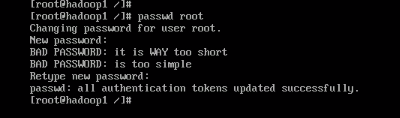 [root@hadoop1 /]#
[root@hadoop1 /]# passwd root
Changing password for user root.
New password:
BAD PASSWORD: it is WAY too short
BAD PASSWORD: is too simple
Retype new password:
passwd: all authentication tokens updated successfully.
[root@hadoop1 /]#